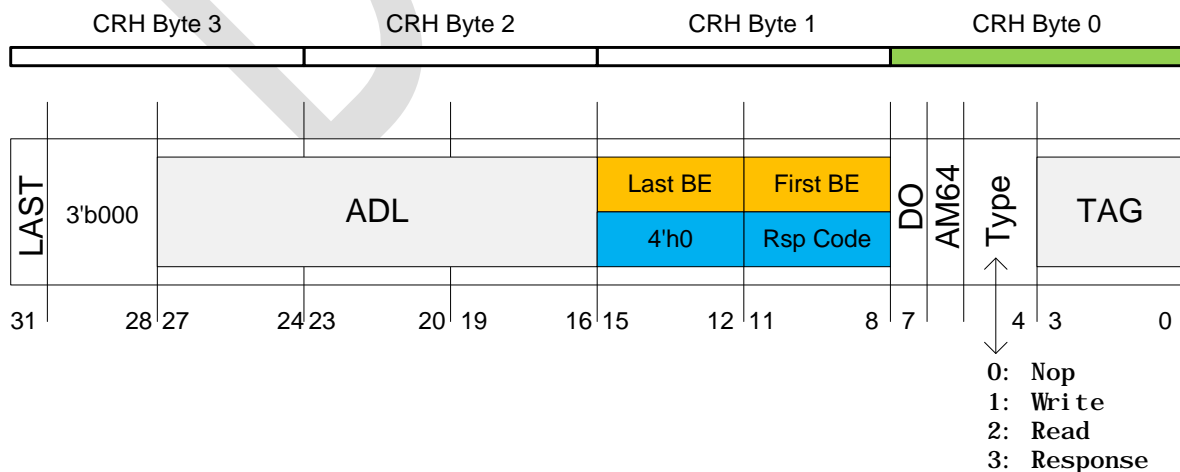 CRH Byte 3 CRH Byte 2 CRH Byte 1 CRH Byte 0
LAST 3'b000 ADL Last BE First BE DO AM64 Type TAG
4'h0 Rsp Code
31 28 27 24 23 20 19 16 15 12 11 8 7 4 3 0
0: Nop
1: Write
2: Read
3: Response